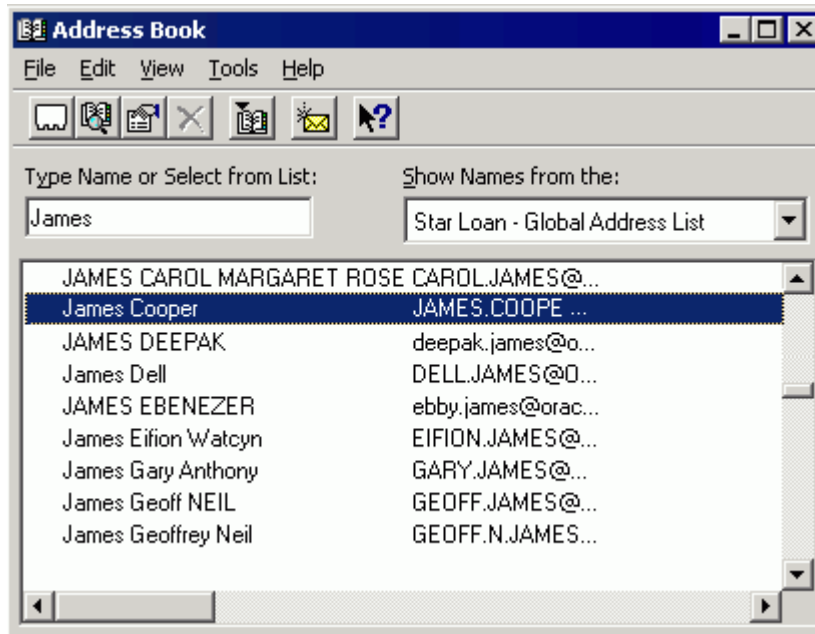 Address Book
File Edit View Tools Help
Type Name or Select from List: Show Names from the:
James Star Loan - Global Address List
JAMES CAROL MARGARET ROSE CAROL.JAMES@...
James Cooper JAMES.COOPE ...
JAMES DEEPAK deepak.james@o...
James Dell DELL.JAMES@O...
JAMES EBENEZER ebby.james@orac...
James Eifion Watcyn EIFION.JAMES@...
James Gary Anthony GARY.JAMES@...
James Geoff NEIL GEOFF.JAMES@...
James Geoffrey Neil GEOFF.N.JAMES...